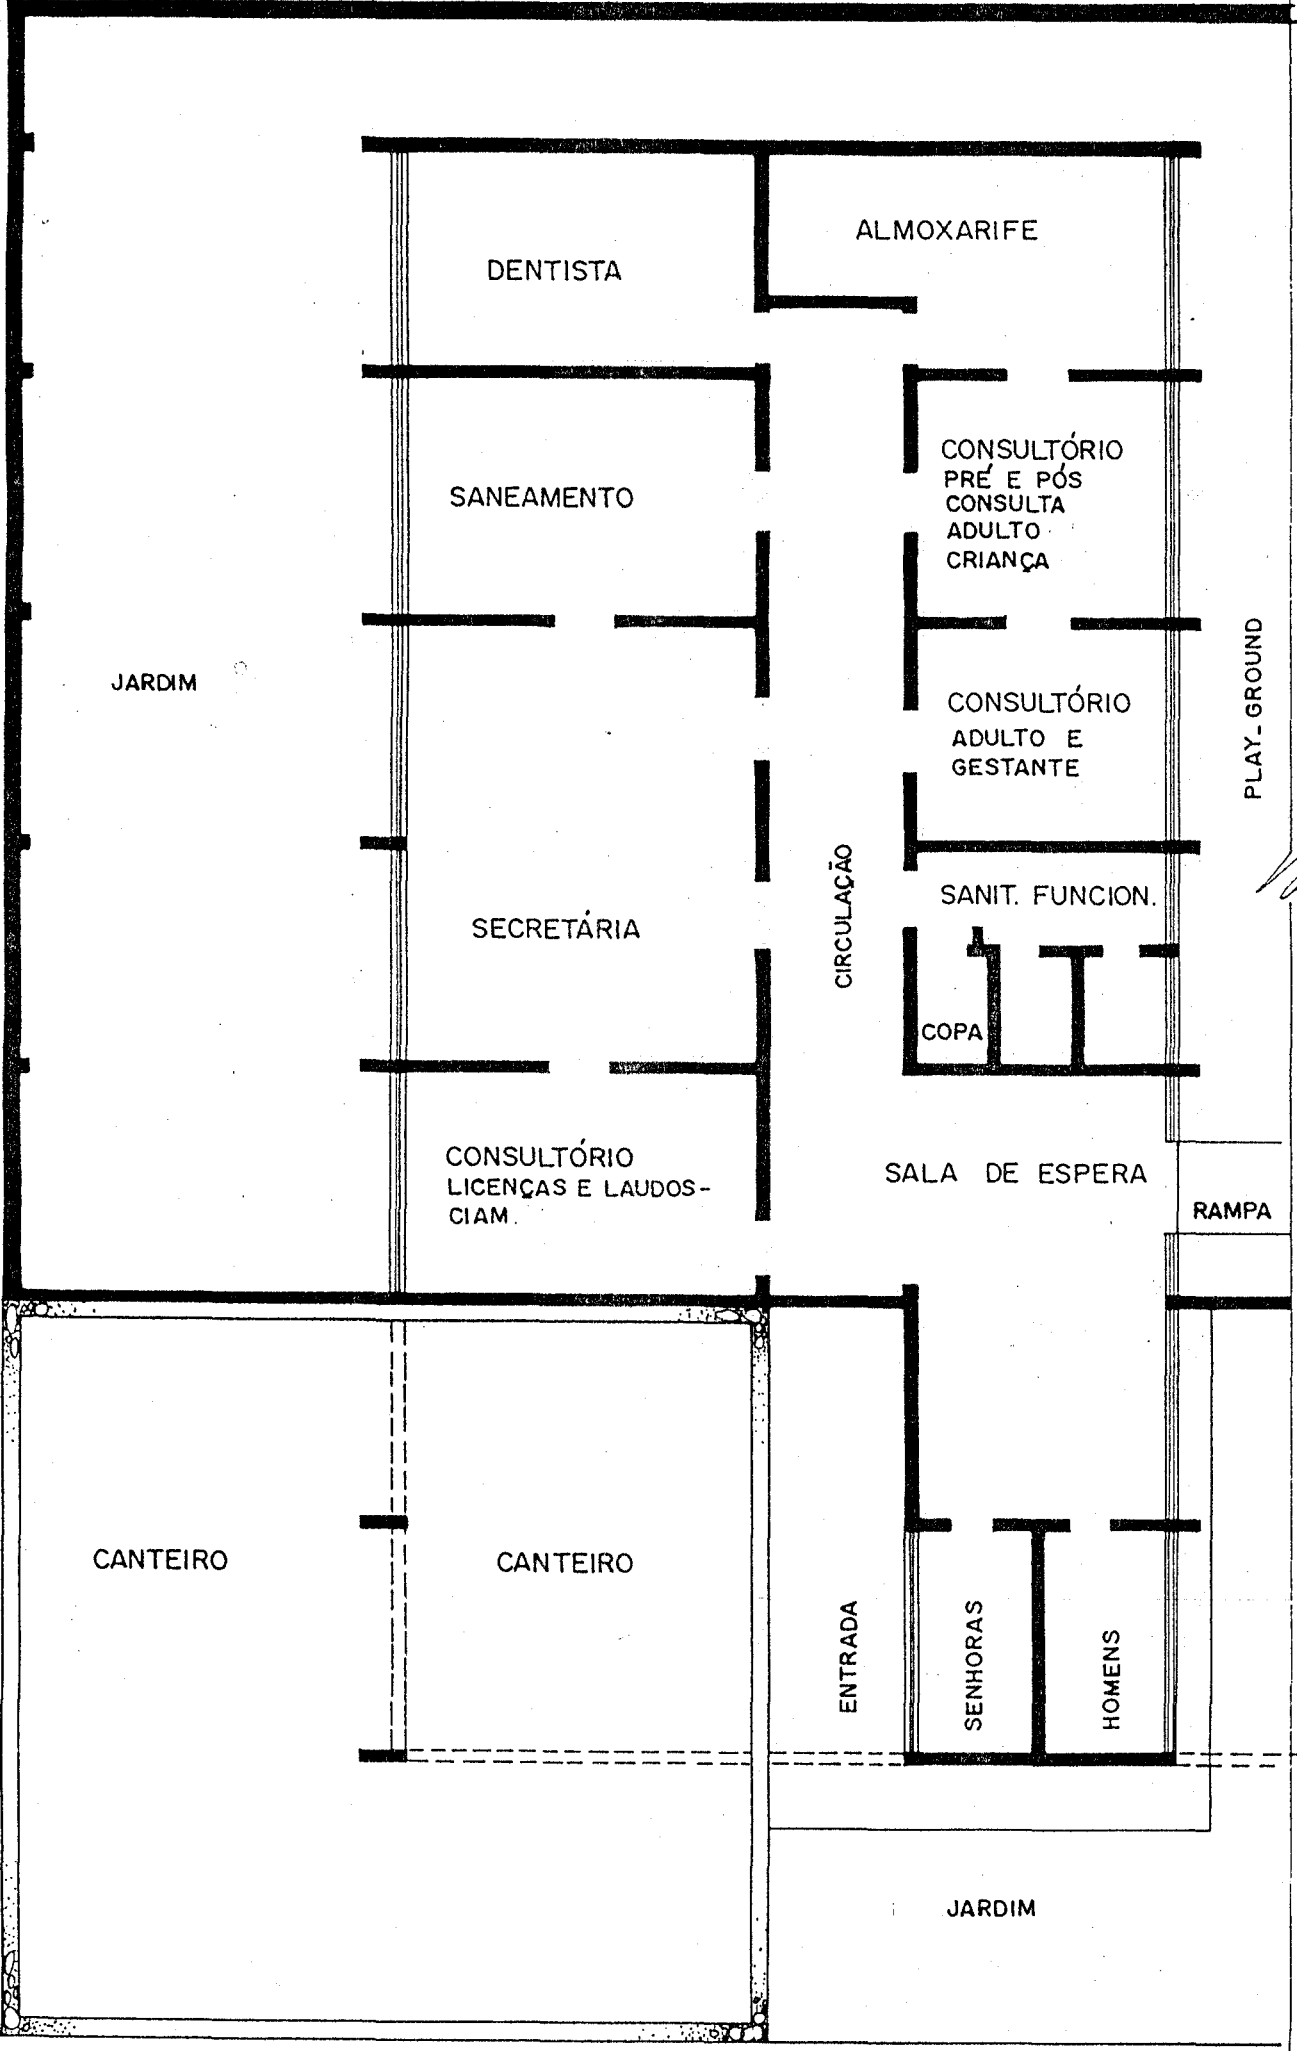 ALMOXARIFE
DENTISTA
CONSULTÓRIO
PRÉ E PÓS
CONSULTA
ADULTO
CRIANÇA
SANEAMENTO
JARDIM
CONSULTÓRIO
ADULTO E
GESTANTE
PLAY-GROUND
CIRCULAÇÃO
SANIT. FUNCION.
SECRETÁRIA
COPA
CONSULTÓRIO
LICENÇAS E LAUDOS-
CIAM.
SALA DE ESPERA
RAMPA
CANTEIRO
CANTEIRO
ENTRADA
SENHORAS
HOMENS
JARDIM